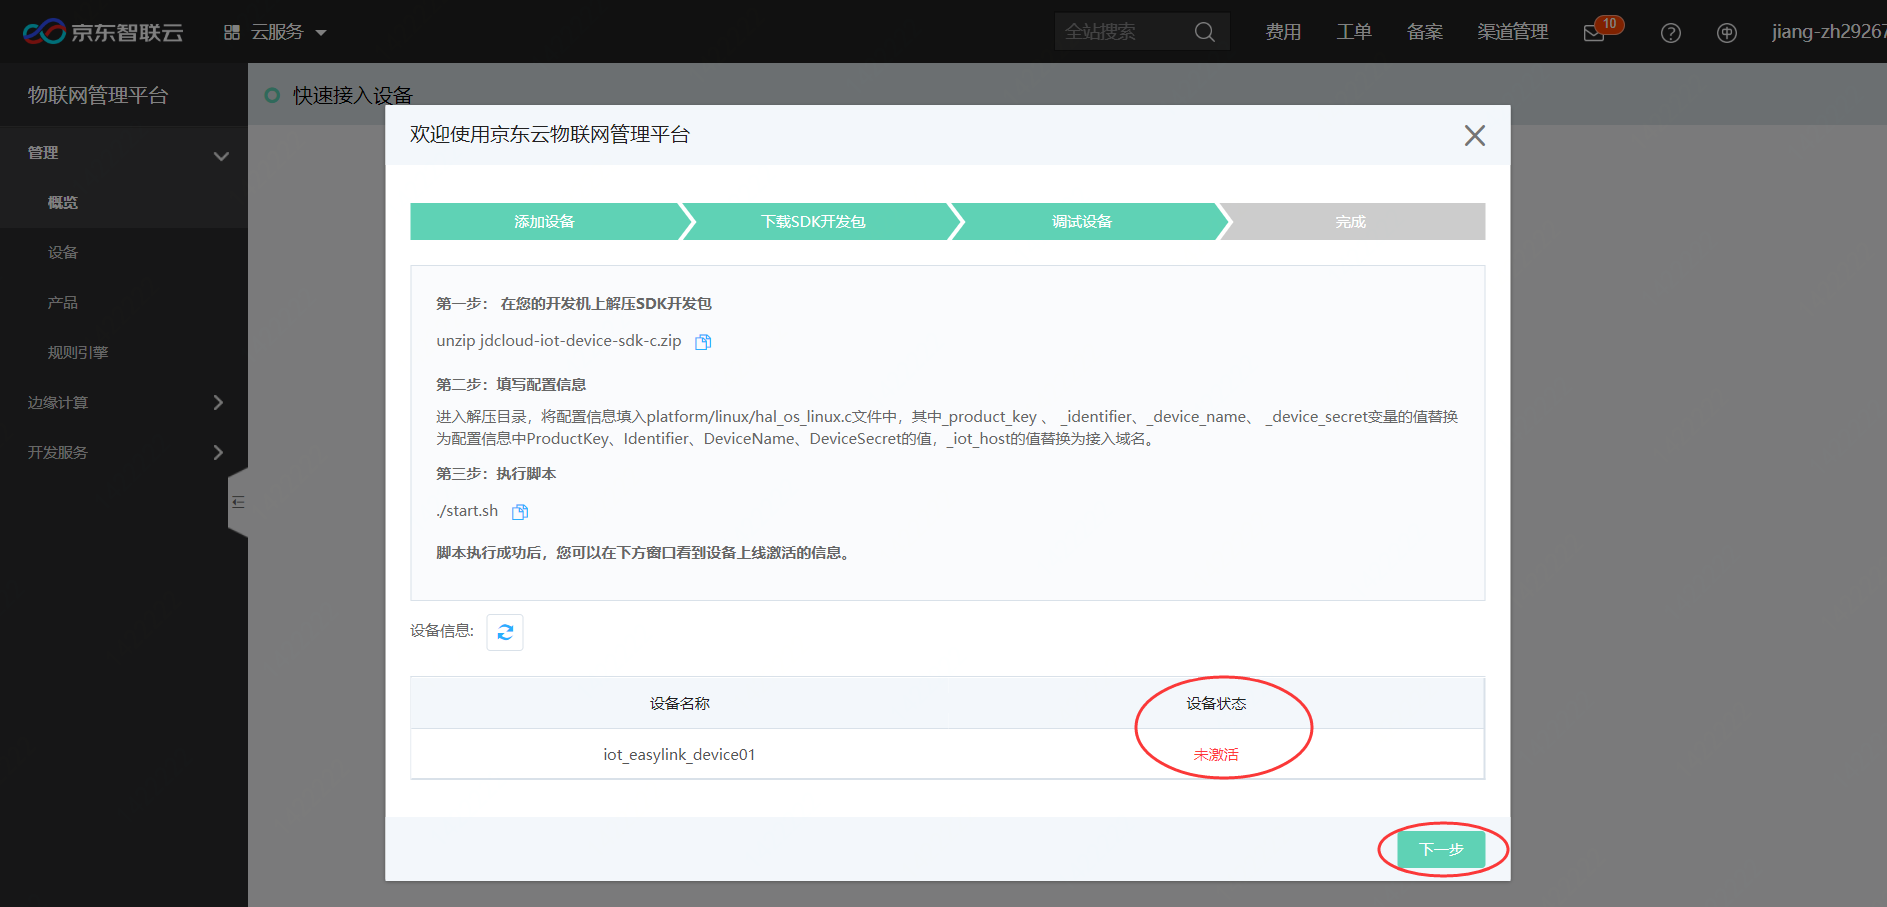 京东智联云
云服务
全站搜索
费用
工单
备案
渠道管理
10
jiang-zh29267
物联网管理平台
管理
概览
设备
产品
规则引擎
边缘计算
开发服务
快速接入设备
欢迎使用京东云物联网管理平台
添加设备
下载SDK开发包
调试设备
完成
第一步： 在您的开发机上解压SDK开发包
unzip jdcloud-iot-device-sdk-c.zip
第二步：填写配置信息
进入解压目录，将配置信息填入platform/linux/hal_os_linux.c文件中，其中_product_key 、 _identifier、_device_name、 _device_secret变量的值替换
为配置信息中ProductKey、Identifier、DeviceName、DeviceSecret的值，_iot_host的值替换为接入域名。
第三步：执行脚本
./start.sh
脚本执行成功后，您可以在下方窗口看到设备上线激活的信息。
设备信息:
设备名称
设备状态
iot_easylink_device01
未激活
下一步